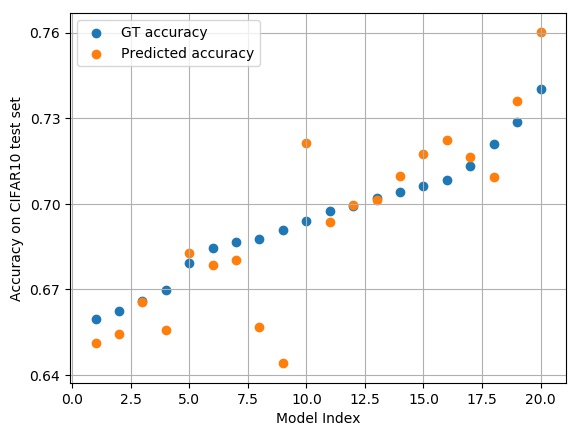 GT accuracy
Predicted accuracy
Accuracy on CIFAR10 test set
0.76
0.73
0.70
0.67
0.64
0.0 2.5 5.0 7.5 10.0 12.5 15.0 17.5 20.0
Model Index